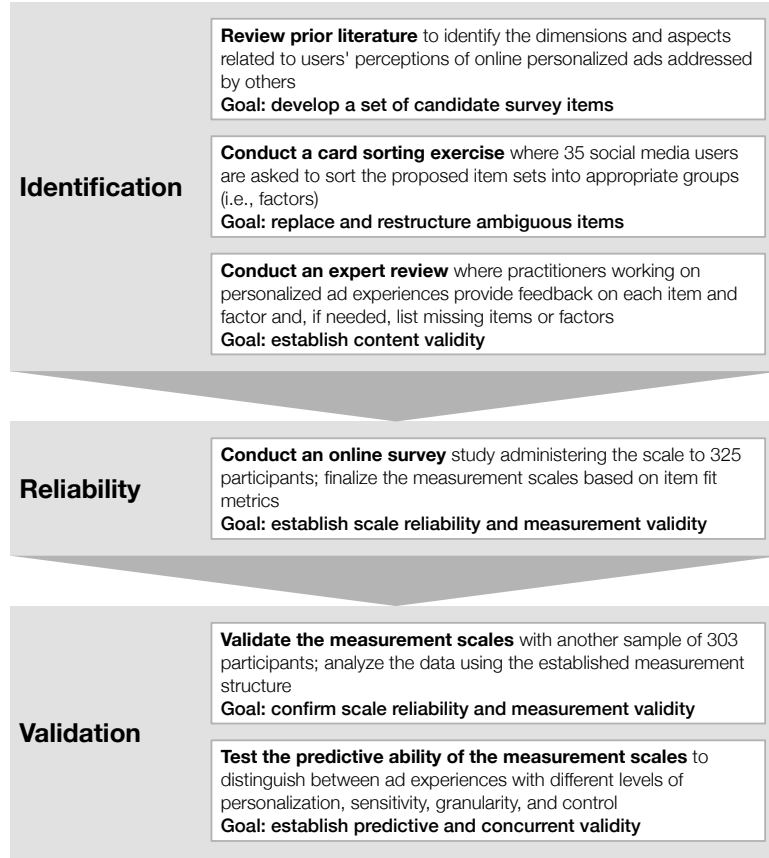 Identification
Review prior literature to identify the dimensions and aspects
related to users' perceptions of online personalized ads addressed
by others
Goal: develop a set of candidate survey items
Conduct a card sorting exercise where 35 social media users
are asked to sort the proposed item sets into appropriate groups
(i.e., factors)
Goal: replace and restructure ambiguous items
Conduct an expert review where practitioners working on
personalized ad experiences provide feedback on each item and
factor and, if needed, list missing items or factors
Goal: establish content validity
Reliability
Conduct an online survey study administering the scale to 325
participants; finalize the measurement scales based on item fit
metrics
Goal: establish scale reliability and measurement validity
Validation
Validate the measurement scales with another sample of 303
participants; analyze the data using the established measurement
structure
Goal: confirm scale reliability and measurement validity
Test the predictive ability of the measurement scales to
distinguish between ad experiences with different levels of
personalization, sensitivity, granularity, and control
Goal: establish predictive and concurrent validity